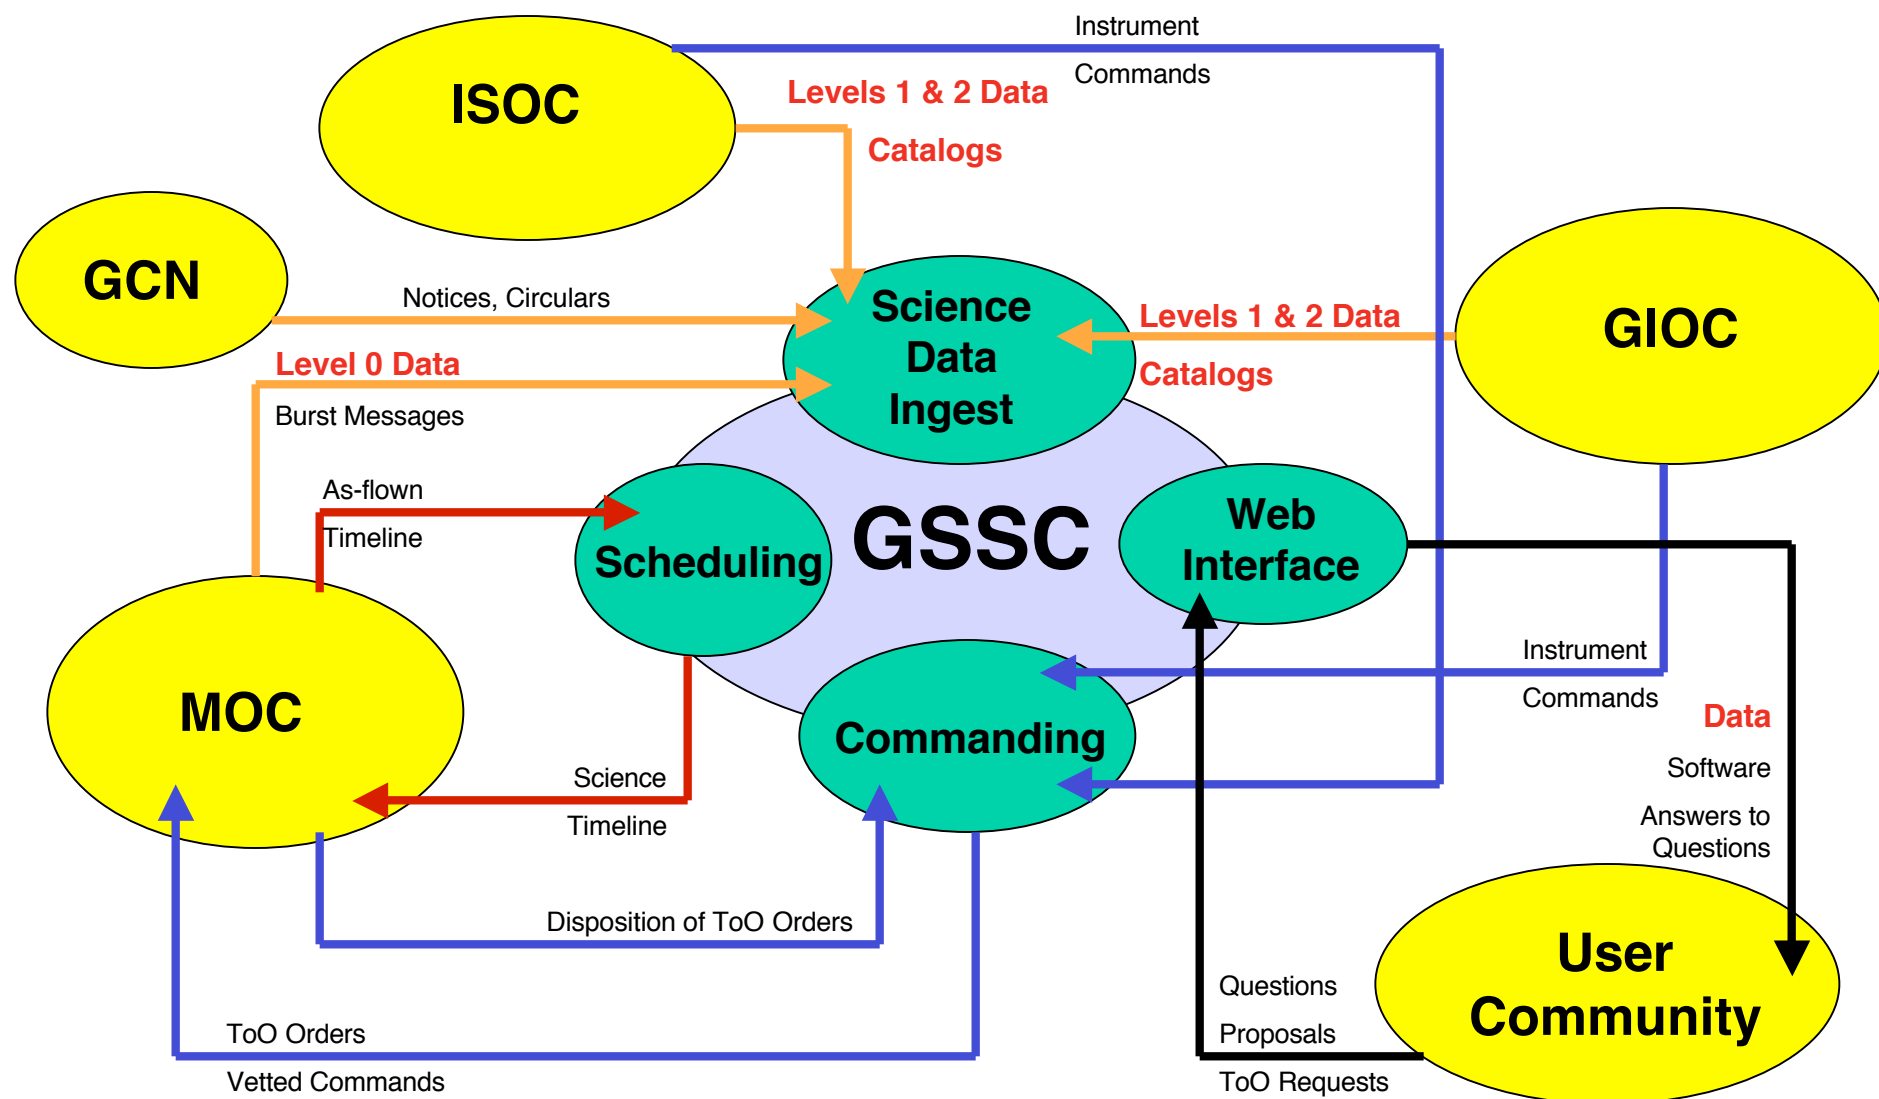 Instrument
Commands
ISOC
Levels 1 & 2 Data
Catalogs
GCN
Notices, Circulars
Science
Data
Ingest
Levels 1 & 2 Data
Catalogs
GIOC
Level 0 Data
Burst Messages
As-flown
Timeline
Scheduling
GSSC
Web
Interface
MOC
Commanding
Instrument
Commands
Science
Timeline
Data
Software
Answers to
Questions
Disposition of ToO Orders
User
Community
Questions
Proposals
ToO Requests
ToO Orders
Vetted Commands